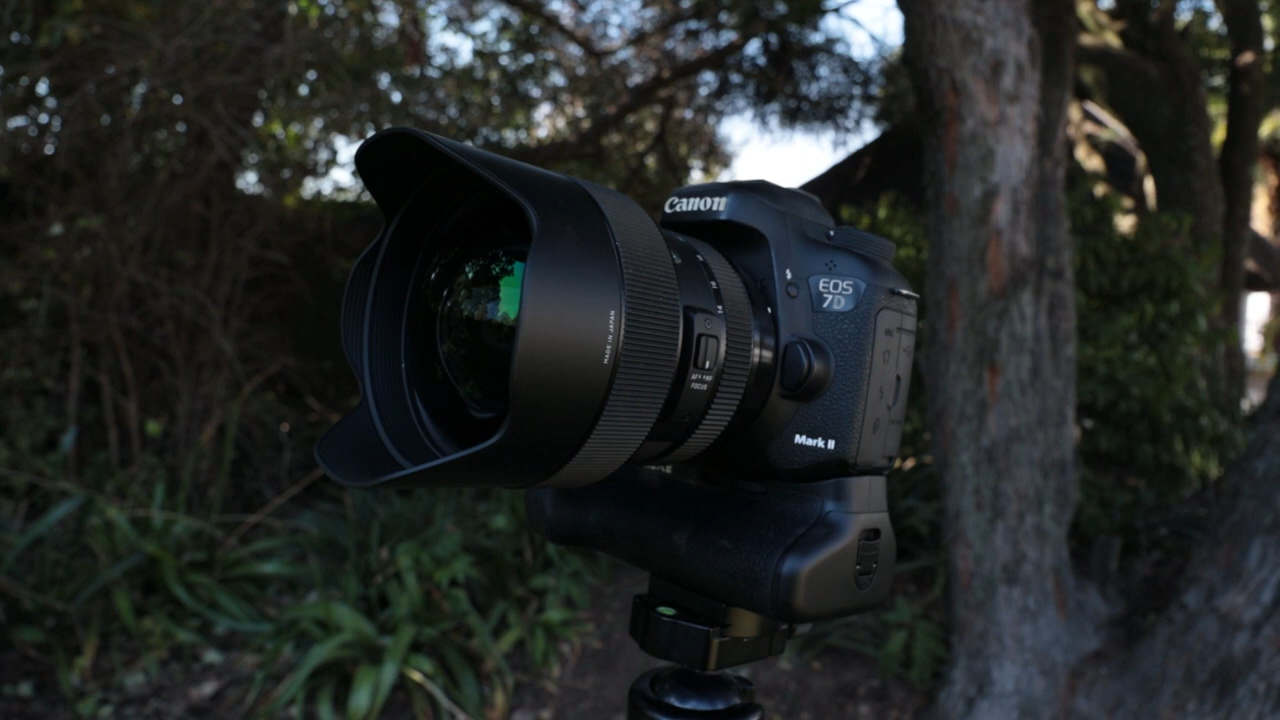 Canon
S
EOS
7D
MADE IN JAPAN
AF MF
FOCUS
Mark II